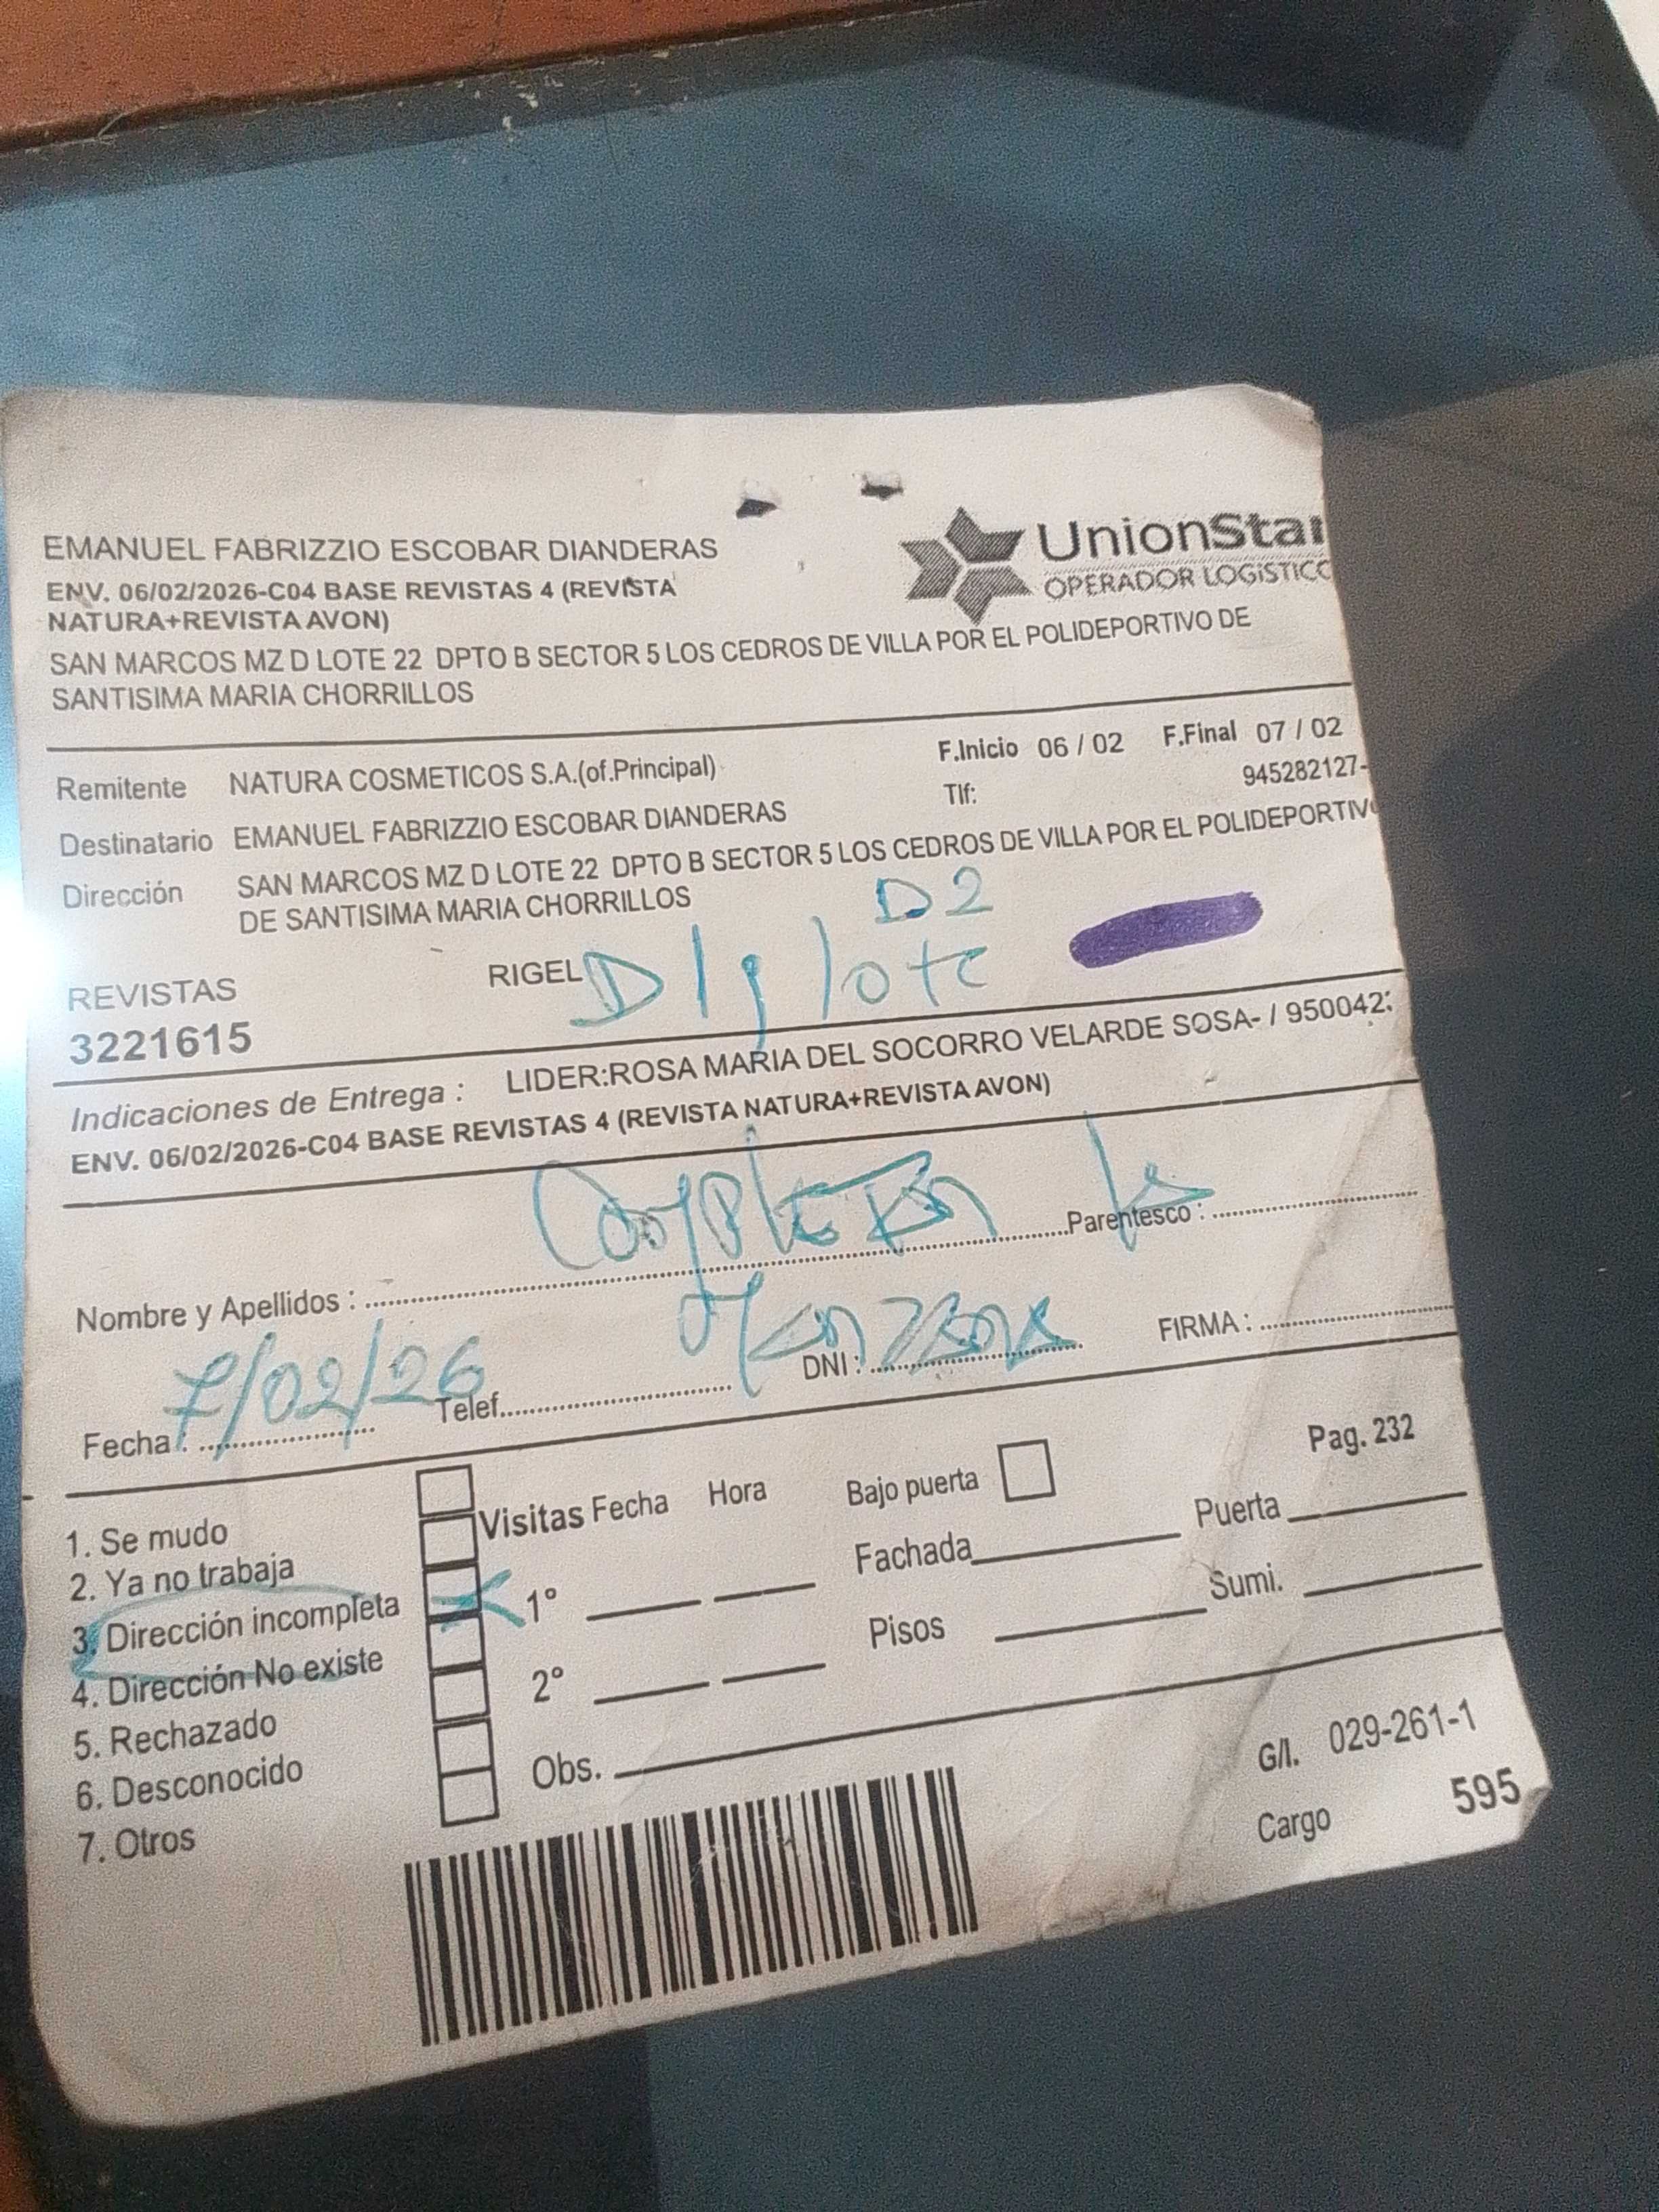 EMANUEL FABRIZZIO ESCOBAR DIANDERAS
ENV. 06/02/2026-C04 BASE REVISTAS 4 (REVISTA
NATURA+REVISTA AVON)
UnionStar
OPERADOR LOGÍSTICO
SAN MARCOS MZ D LOTE 22 DPTO B SECTOR 5 LOS CEDROS DE VILLA POR EL POLIDEPORTIVO DE
SANTISIMA MARIA CHORRILLOS
Remitente NATURA COSMETICOS S.A.(of.Principal) F.Inicio 06 / 02 F.Final 07 / 02
Destinatario EMANUEL FABRIZZIO ESCOBAR DIANDERAS Tlf: 945282127-
Dirección SAN MARCOS MZ D LOTE 22 DPTO B SECTOR 5 LOS CEDROS DE VILLA POR EL POLIDEPORTIVO
DE SANTISIMA MARIA CHORRILLOS
D2
REVISTAS RIGEL D1 lote
3221615
Indicaciones de Entrega : LIDER:ROSA MARIA DEL SOCORRO VELARDE SOSA- / 950042
ENV. 06/02/2026-C04 BASE REVISTAS 4 (REVISTA NATURA+REVISTA AVON)
Nombre y Apellidos : Parentesco :
Fecha : 7/02/26 Telef. DNI : FIRMA :
Pag. 232
1. Se mudo
2. Ya no trabaja
3. Dirección incompleta
4. Dirección No existe
5. Rechazado
6. Desconocido
7. Otros
Visitas Fecha Hora Bajo puerta
1° Fachada Puerta
2° Pisos Sumi.
Obs.
G/I. 029-261-1
Cargo 595